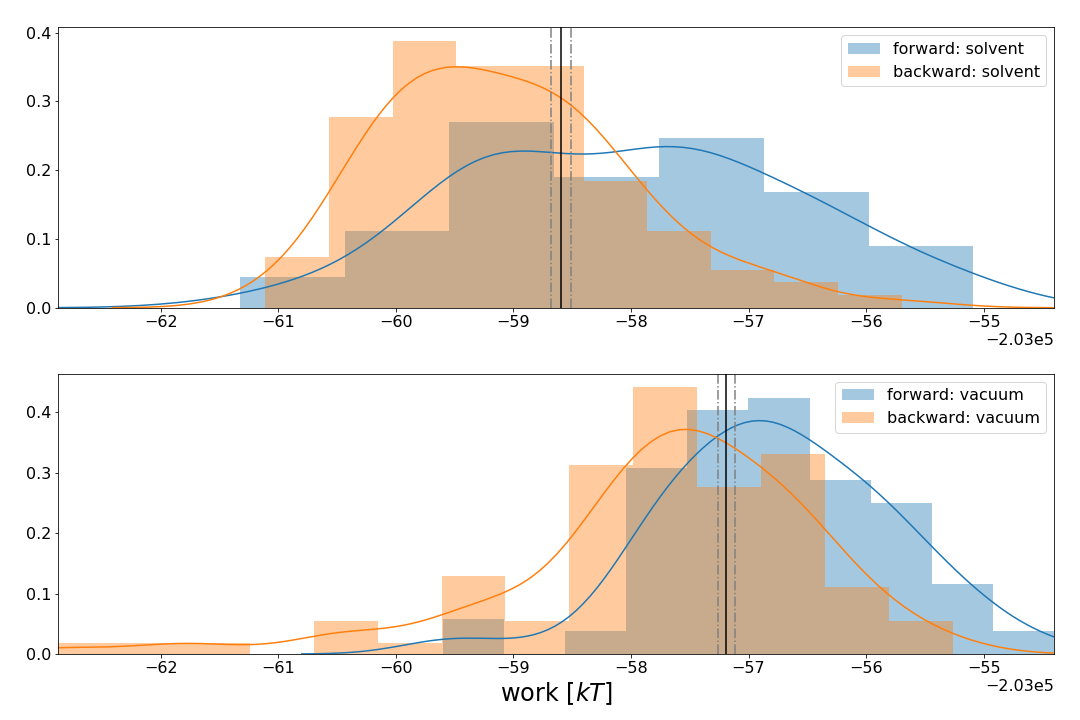 0.4
0.3
0.2
0.1
0.0
forward: solvent
backward: solvent
−62 −61 −60 −59 −58 −57 −56 −55
−2.03e5
0.4
0.3
0.2
0.1
0.0
forward: vacuum
backward: vacuum
−62 −61 −60 −59 −58 −57 −56 −55
−2.03e5
work [kT]